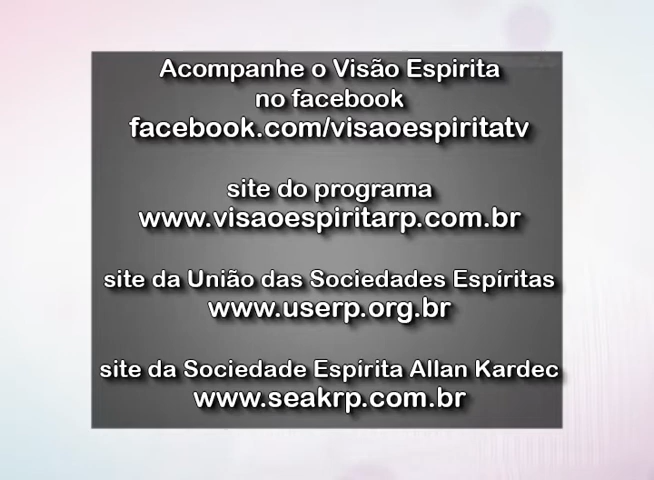 Acompanhe o Visão Espirita
no facebook
facebook.com/visaoespiritatv
site do programa
www.visaoespiritarp.com.br
site da União das Sociedades Espíritas
www.userp.org.br
site da Sociedade Espírita Allan Kardec
www.seakrp.com.br